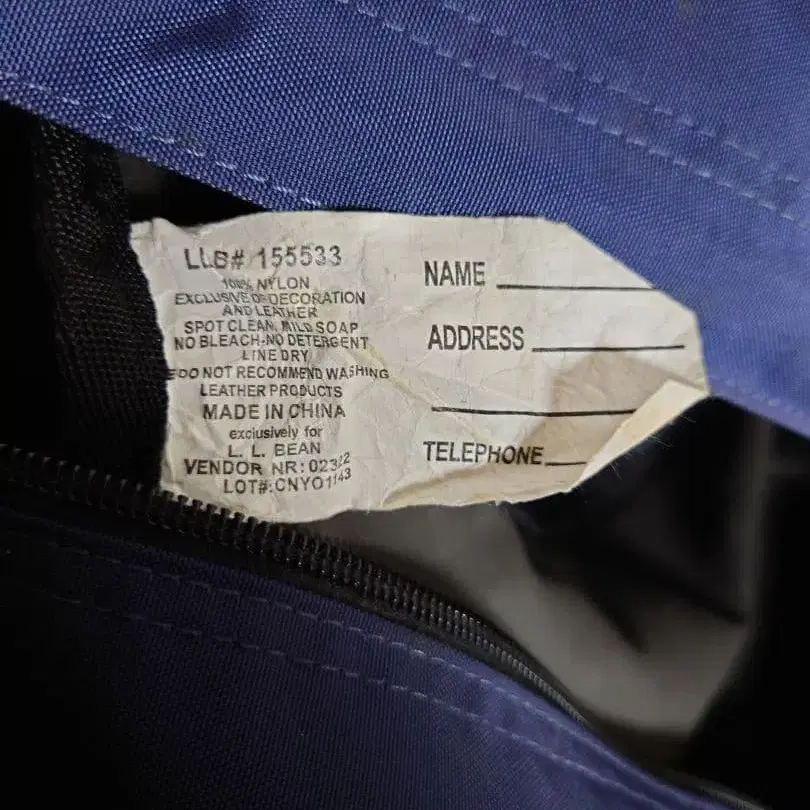 LLB# 155533
100% NYLON
EXCLUSIVE OF DECORATION
AND LEATHER
SPOT CLEAN, MILD SOAP
NO BLEACH-NO DETERGENT
LINE DRY
DO NOT RECOMMEND WASHING
LEATHER PRODUCTS
MADE IN CHINA
exclusively for
L. L. BEAN
VENDOR NR:
LOT#:
NAME
ADDRESS
TELEPHONE